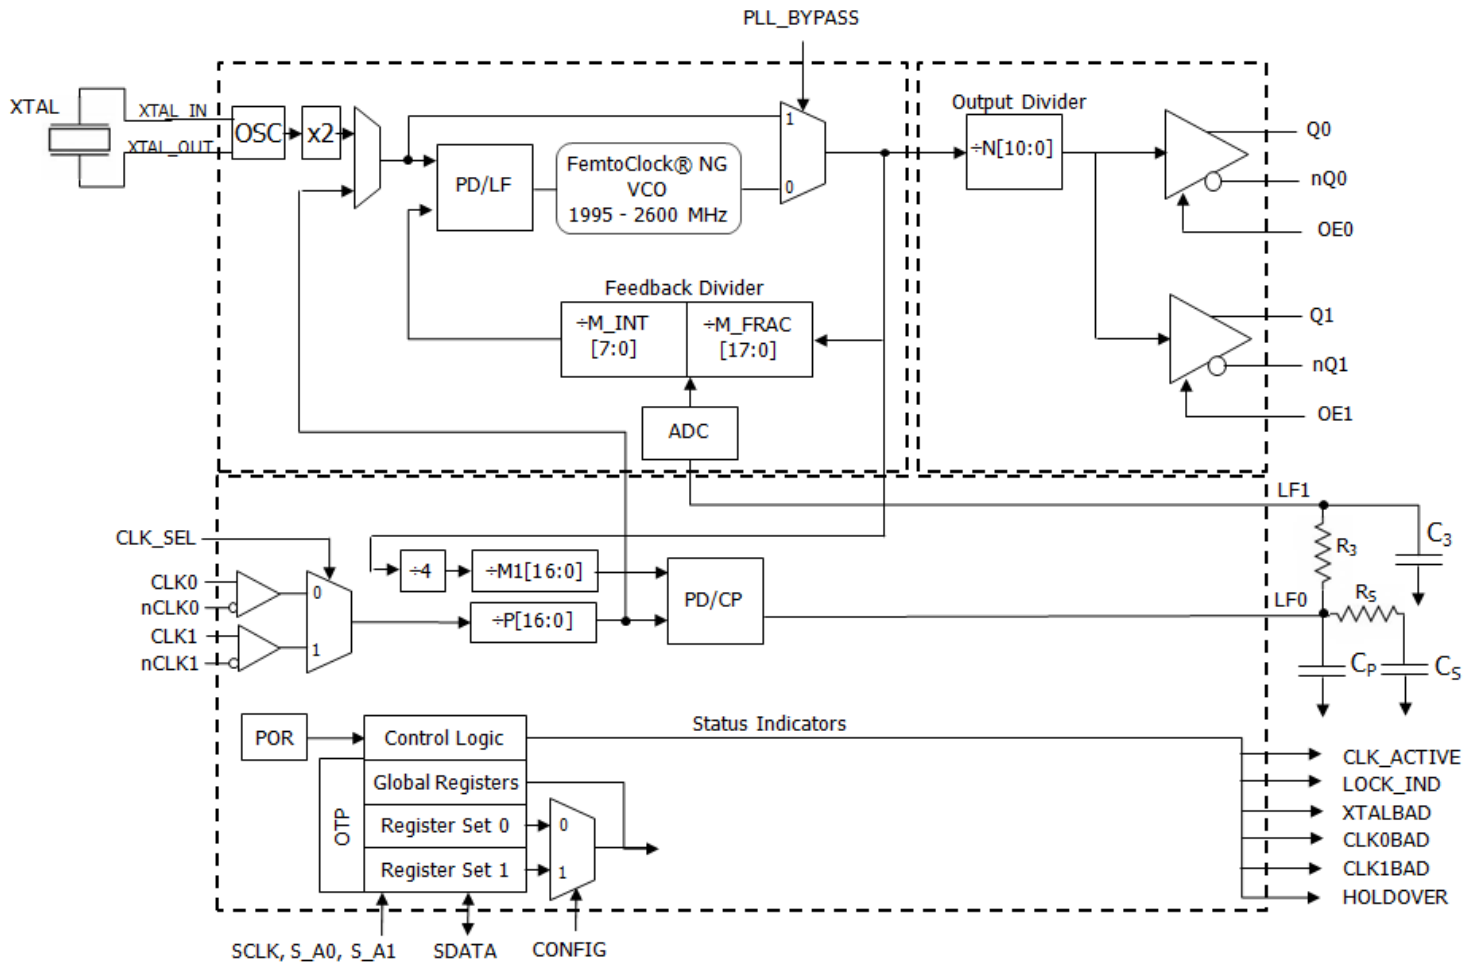 PLL_BYPASS
XTAL
XTAL_IN
XTAL_OUT
OSC
x2
PD/LF
FemtoClock® NG
VCO
1995 - 2600 MHz
1
0
Output Divider
÷N[10:0]
Q0
nQ0
OE0
Q1
nQ1
OE1
Feedback Divider
÷M_INT
[7:0]
÷M_FRAC
[17:0]
ADC
LF1
R3
C3
LF0
RS
CP
CS
CLK_SEL
CLK0
nCLK0
CLK1
nCLK1
0
1
÷4
÷M1[16:0]
÷P[16:0]
PD/CP
POR
Control Logic
Status Indicators
Global Registers
OTP
Register Set 0
Register Set 1
0
1
CLK_ACTIVE
LOCK_IND
XTALBAD
CLK0BAD
CLK1BAD
HOLDOVER
SCLK, S_A0, S_A1
SDATA
CONFIG